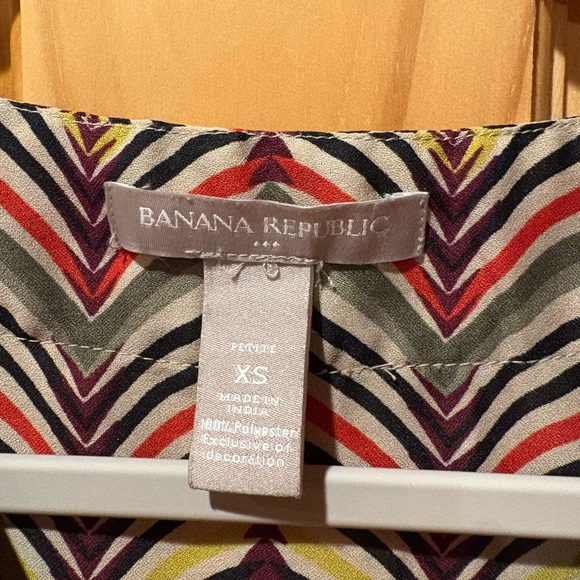 BANANA REPUBLIC
PETITE
XS
MADE IN
INDIA
100% Polyester
Exclusive of
decoration